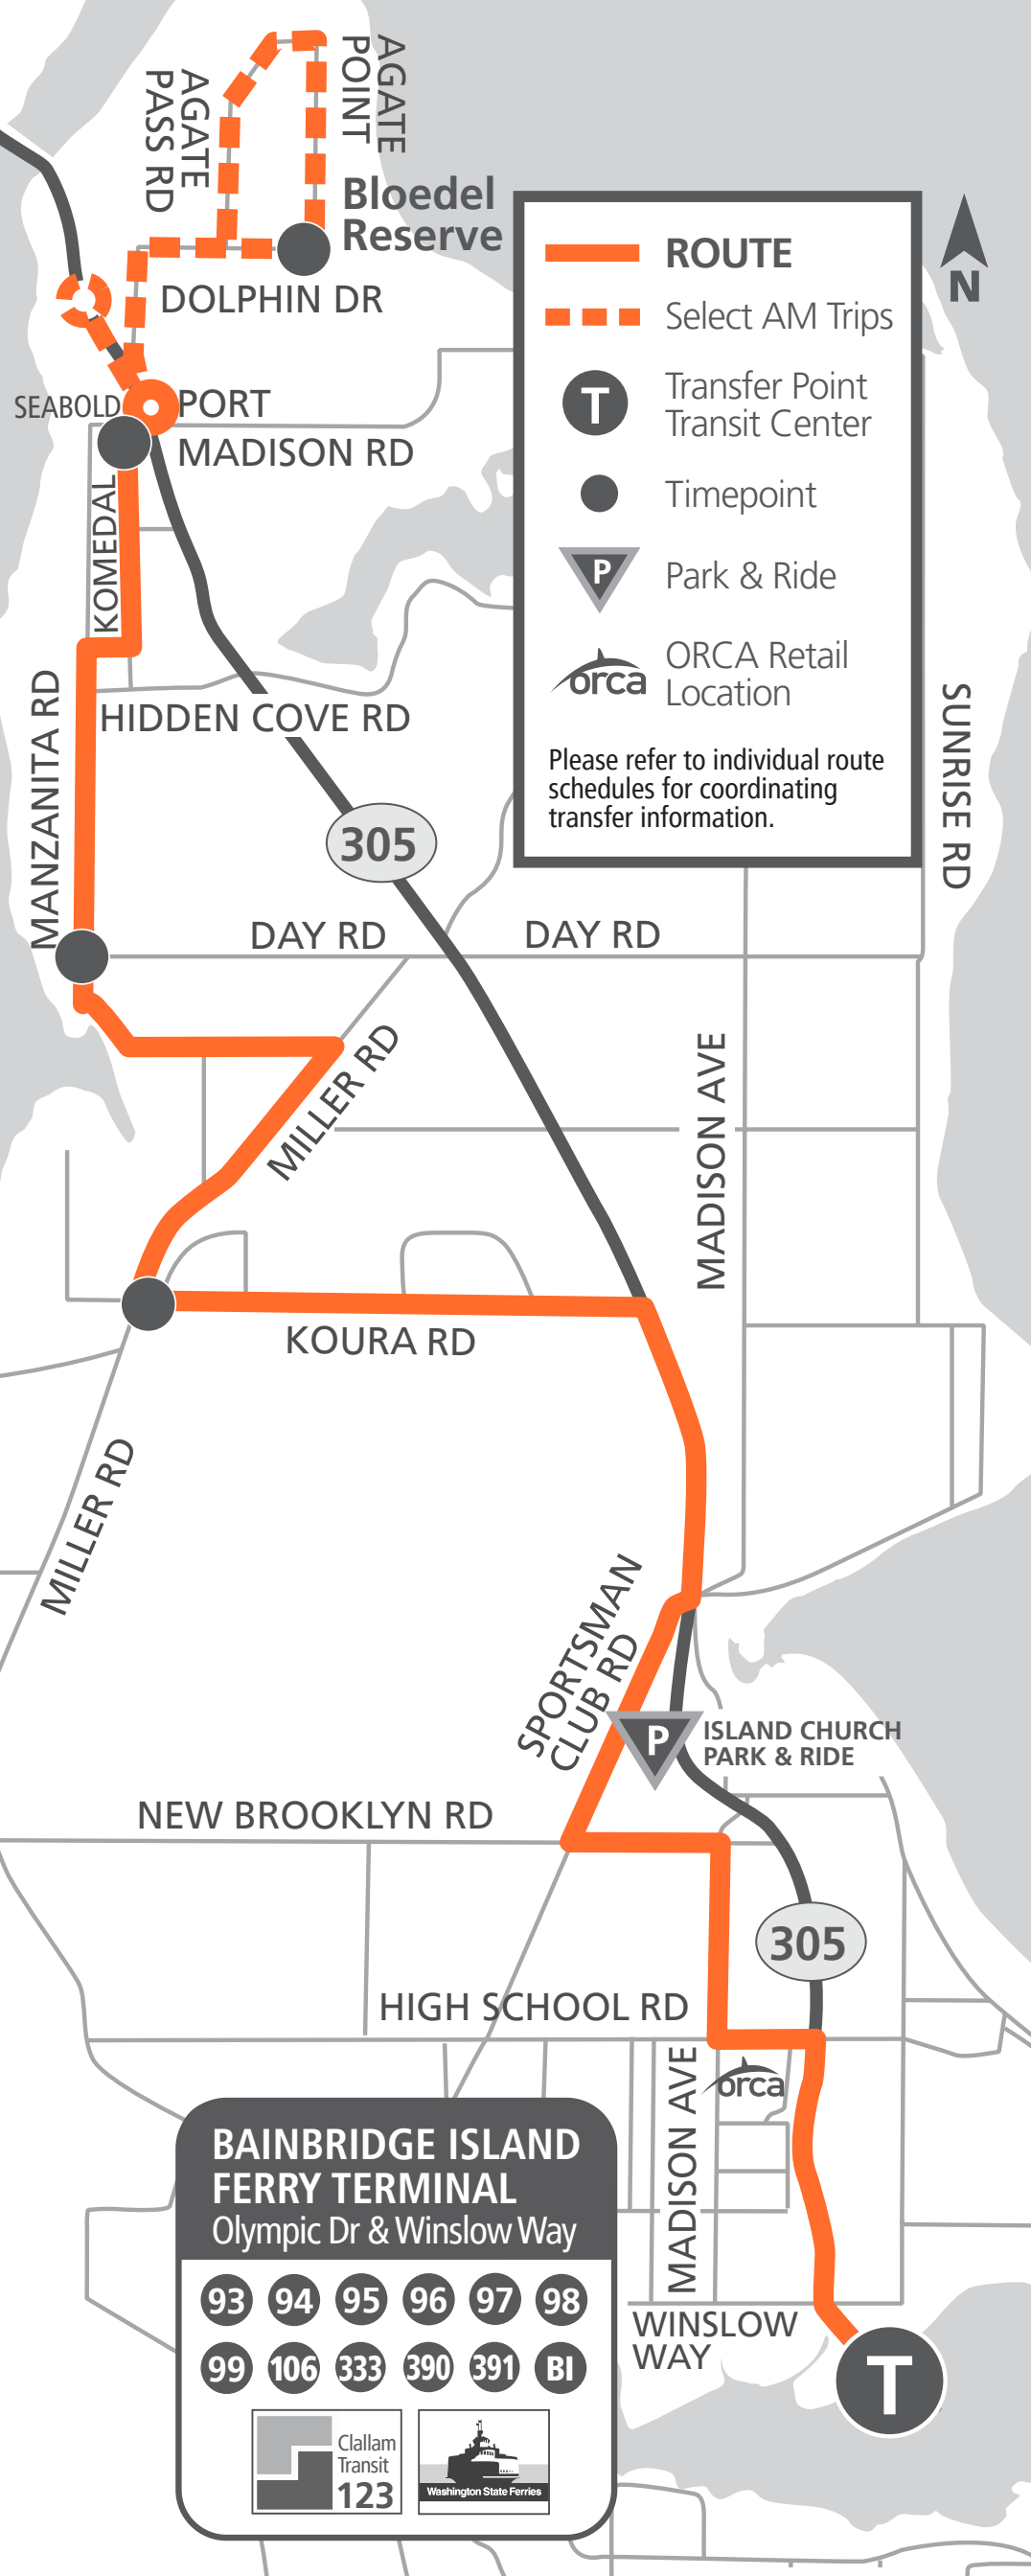 AGATE
POINT
AGATE
PASS RD
Bloedel
Reserve
DOLPHIN DR
SEABOLD
PORT
MADISON RD
KOMEDAL
MANZANITA RD
HIDDEN COVE RD
305
DAY RD
DAY RD
ROUTE
Select AM Trips
T
Transfer Point
Transit Center
Timepoint
P
Park & Ride
orca
ORCA Retail
Location
Please refer to individual route
schedules for coordinating
transfer information.
N
SUNRISE RD
MILLER RD
MADISON AVE
KOURA RD
MILLER RD
SPORTSMAN
CLUB RD
P
ISLAND CHURCH
PARK & RIDE
NEW BROOKLYN RD
305
HIGH SCHOOL RD
MADISON AVE
orca
BAINBRIDGE ISLAND
FERRY TERMINAL
Olympic Dr & Winslow Way
93 94 95 96 97 98
99 106 333 390 391 BI
Clallam
Transit
123
Washington State Ferries
WINSLOW
WAY
T